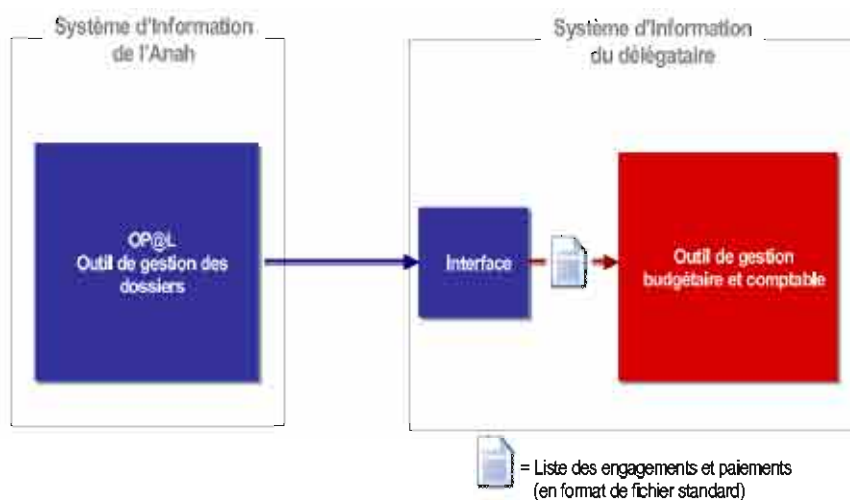 Système d'Information
de l'Anah
Système d'Information
du délégataire
OP@L
Outil de gestion des
dossiers
Interface
Outil de gestion
budgétaire et comptable
= Liste des engagements et paiements
(en format de fichier standard)